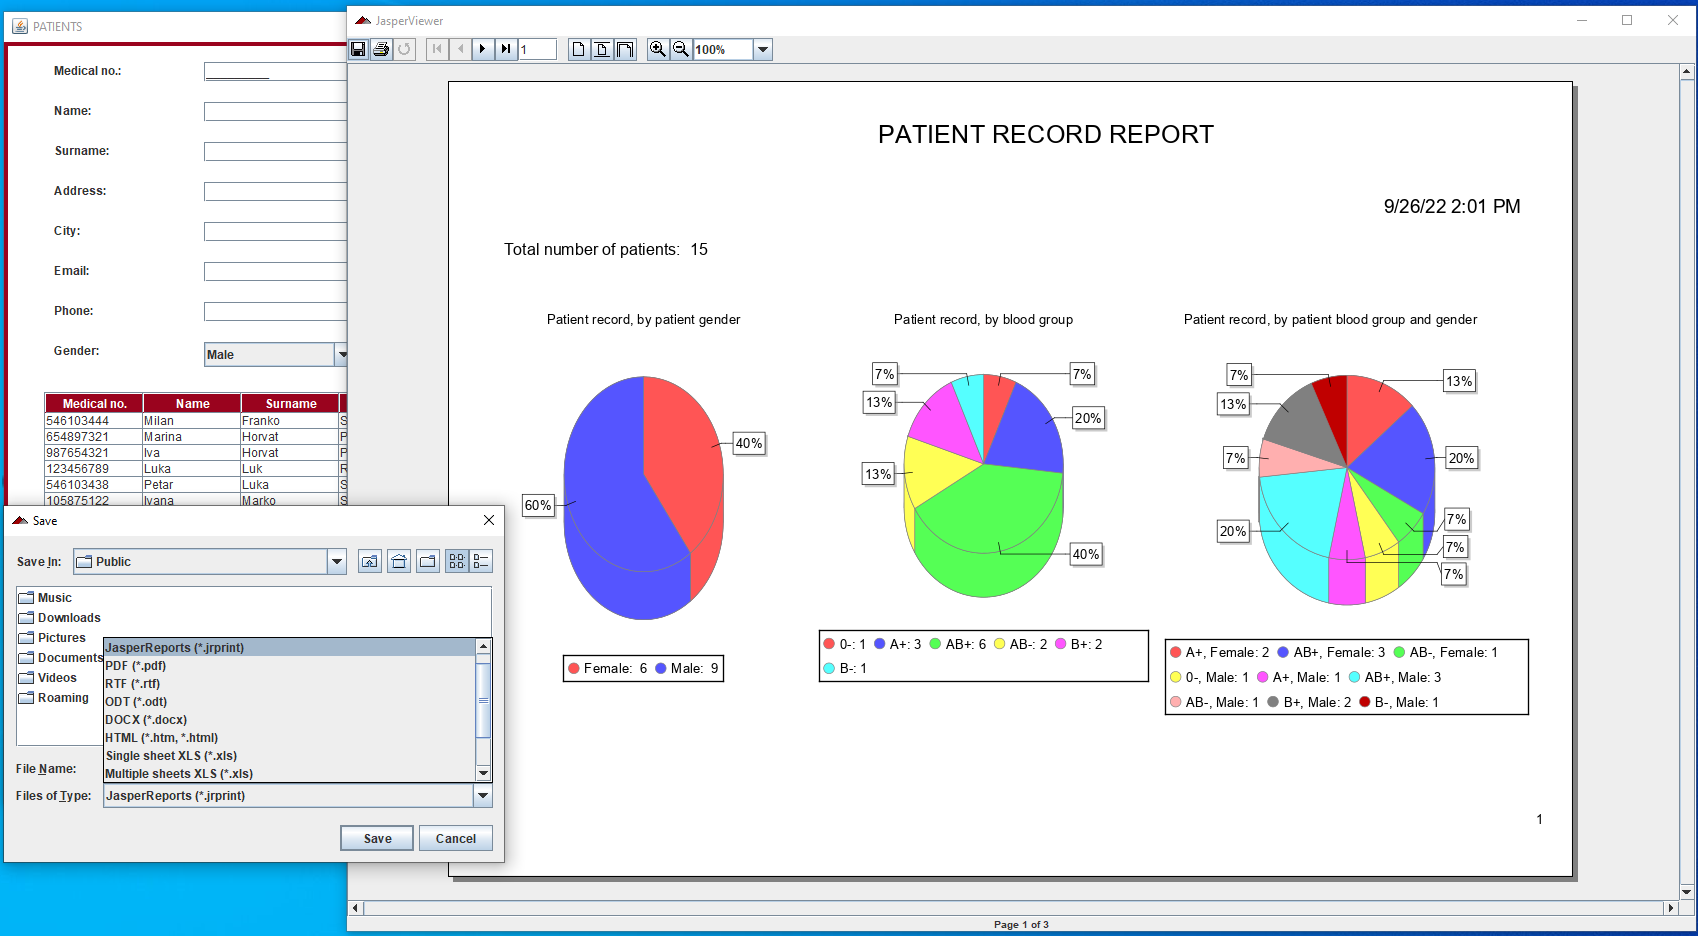 PATIENTS
Medical no.:
Name:
Surname:
Address:
City:
Email:
Phone:
Gender: Male
Medical no. Name Surname
546103444 Milan Franko S
654897321 Marina Horvat P
987654321 Iva Horvat P
123456789 Luka Luk R
546103438 Petar Luka S
105875122 Ivana Marko S
JasperViewer
1
100%
PATIENT RECORD REPORT
9/26/22 2:01 PM
Total number of patients: 15
Patient record, by patient gender
40%
60%
Female: 6 Male: 9
Patient record, by blood group
7% 7%
13% 20%
13%
40%
0-: 1 A+: 3 AB+: 6 AB-: 2 B+: 2
B-: 1
Patient record, by patient blood group and gender
7% 13%
13%
7% 20%
20% 7%
7%
7%
A+, Female: 2 AB+, Female: 3 AB-, Female: 1
0-, Male: 1 A+, Male: 1 AB+, Male: 3
AB-, Male: 1 B+, Male: 2 B-, Male: 1
1
Page 1 of 3
Save
Save In: Public
Music
Downloads
Pictures
Documents
Videos
Roaming
JasperReports (*.jrprint)
PDF (*.pdf)
RTF (*.rtf)
ODT (*.odt)
DOCX (*.docx)
HTML (*.htm, *.html)
Single sheet XLS (*.xls)
Multiple sheets XLS (*.xls)
File Name:
Files of Type: JasperReports (*.jrprint)
Save Cancel